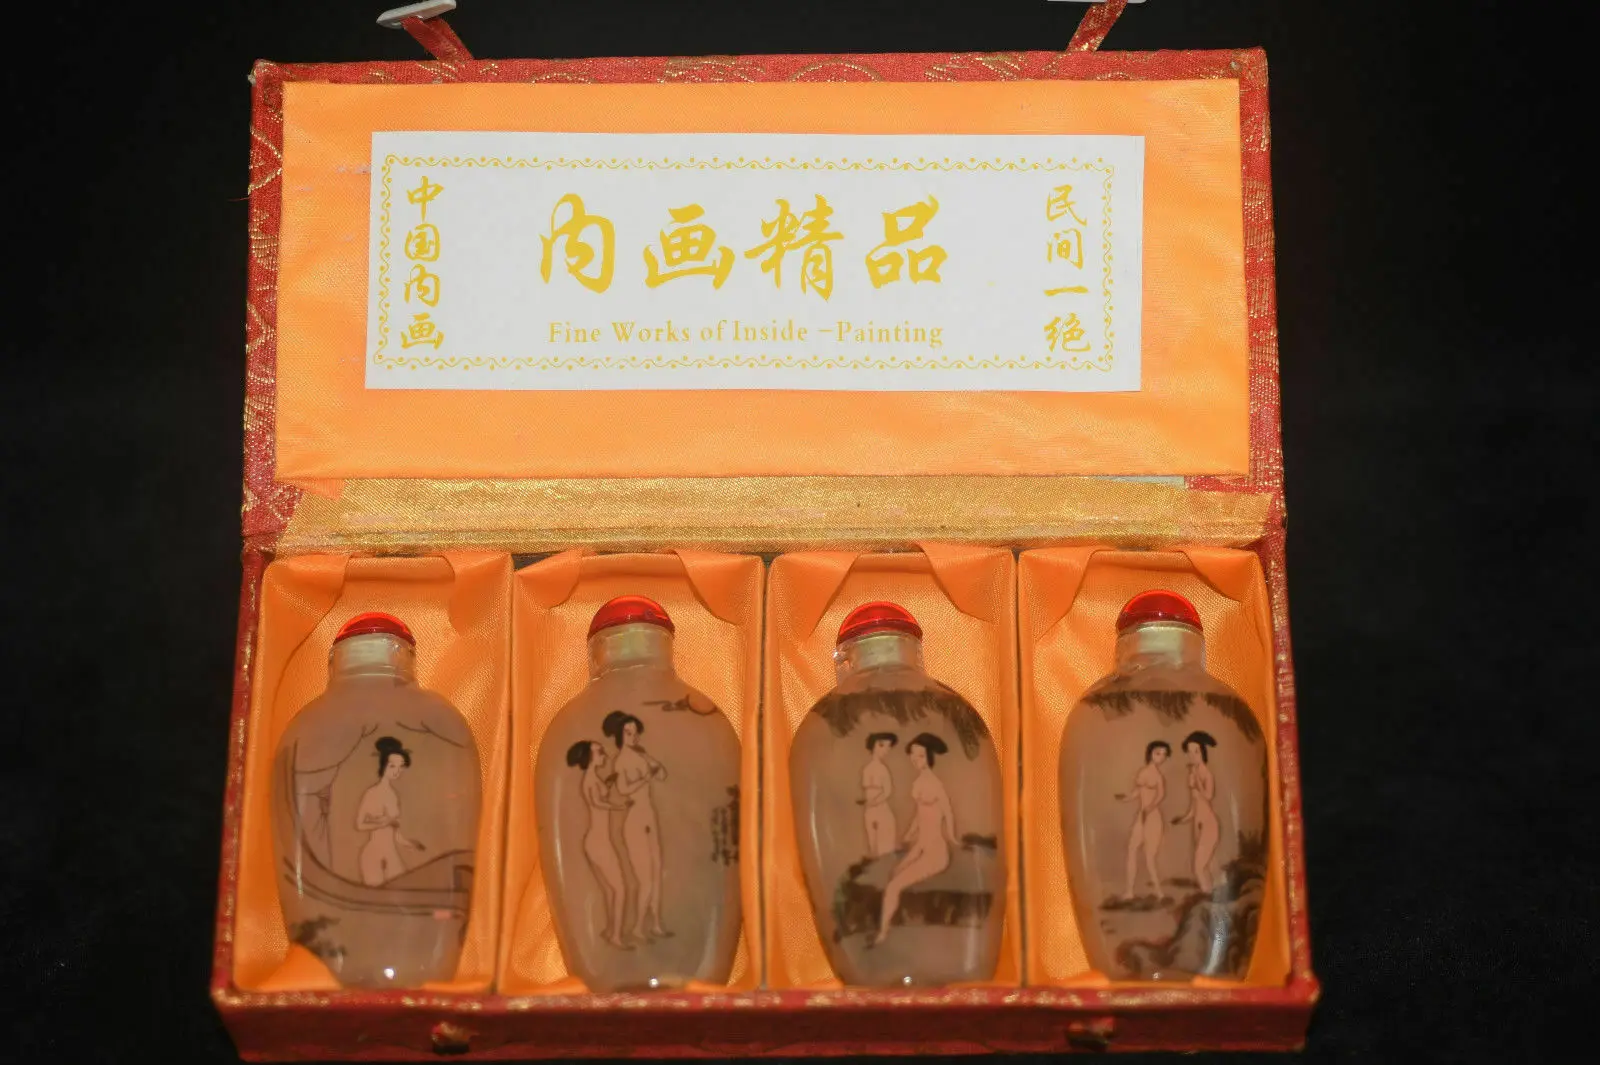 中国内画
内画精品
Fine Works of Inside-Painting
民间一绝